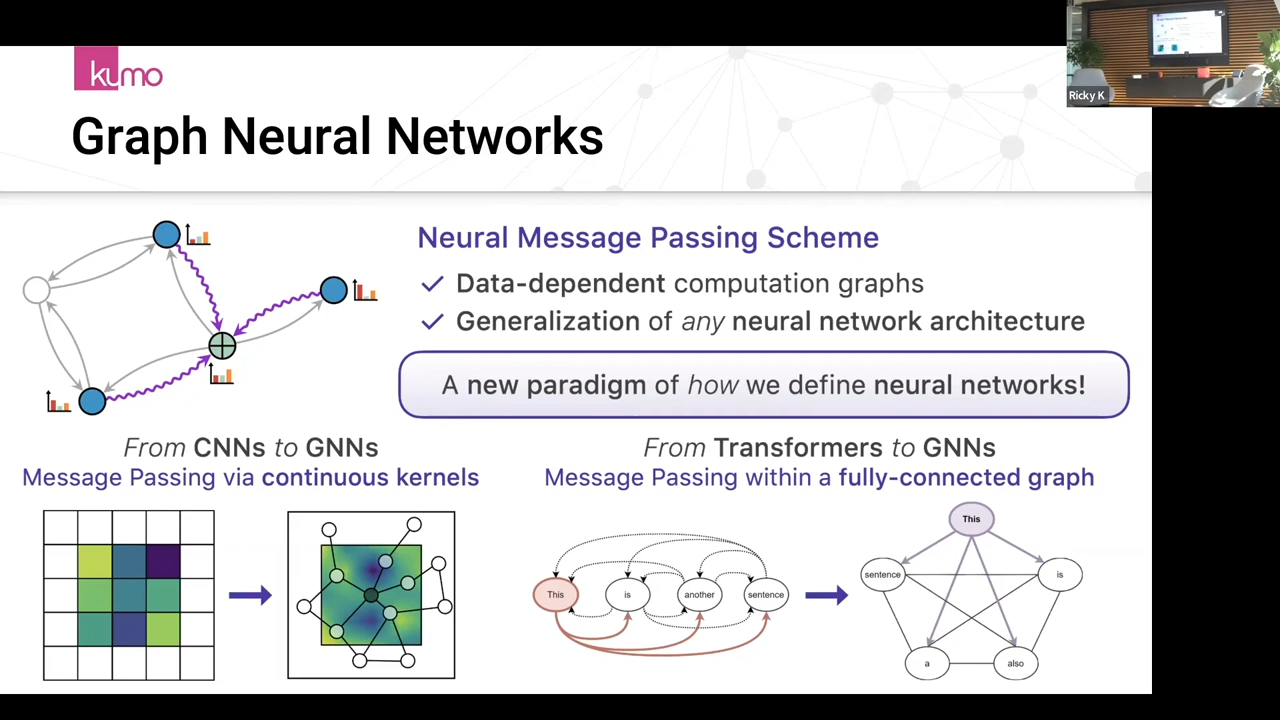 kumo
Ricky K
Graph Neural Networks
Neural Message Passing Scheme
Data-dependent computation graphs
Generalization of any neural network architecture
A new paradigm of how we define neural networks!
From CNNs to GNNs
Message Passing via continuous kernels
From Transformers to GNNs
Message Passing within a fully-connected graph
This
is
another
sentence
This
sentence
is
a
also